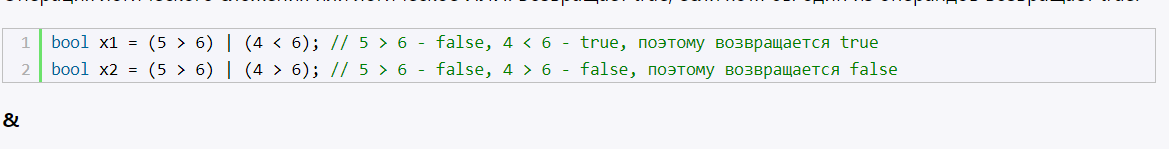 1 bool x1 = (5 > 6) | (4 < 6); // 5 > 6 - false, 4 < 6 - true, поэтому возвращается true
2 bool x2 = (5 > 6) | (4 > 6); // 5 > 6 - false, 4 > 6 - false, поэтому возвращается false
&